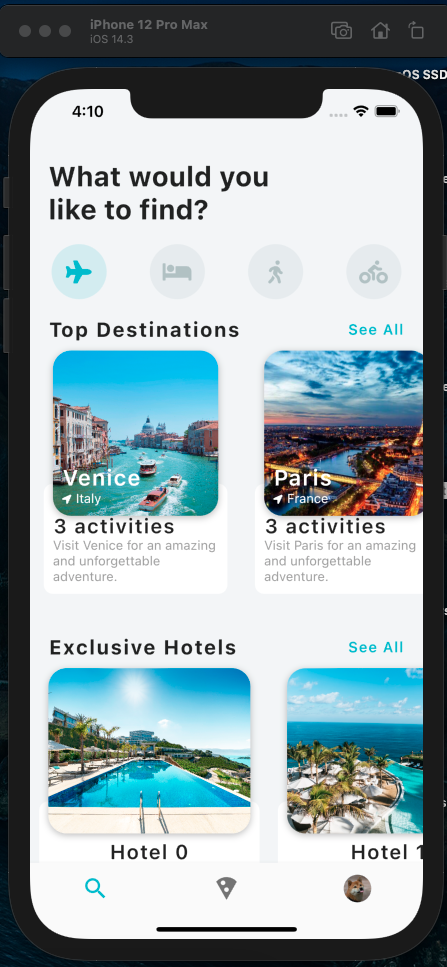 iPhone 12 Pro Max
iOS 14.3
OS SSD
4:10
What would you
like to find?
Top Destinations
See All
Venice
Italy
Paris
France
3 activities
3 activities
Visit Venice for an amazing
and unforgettable
adventure.
Visit Paris for an amazing
and unforgettable
adventure.
Exclusive Hotels
See All
Hotel 0
Hotel 1